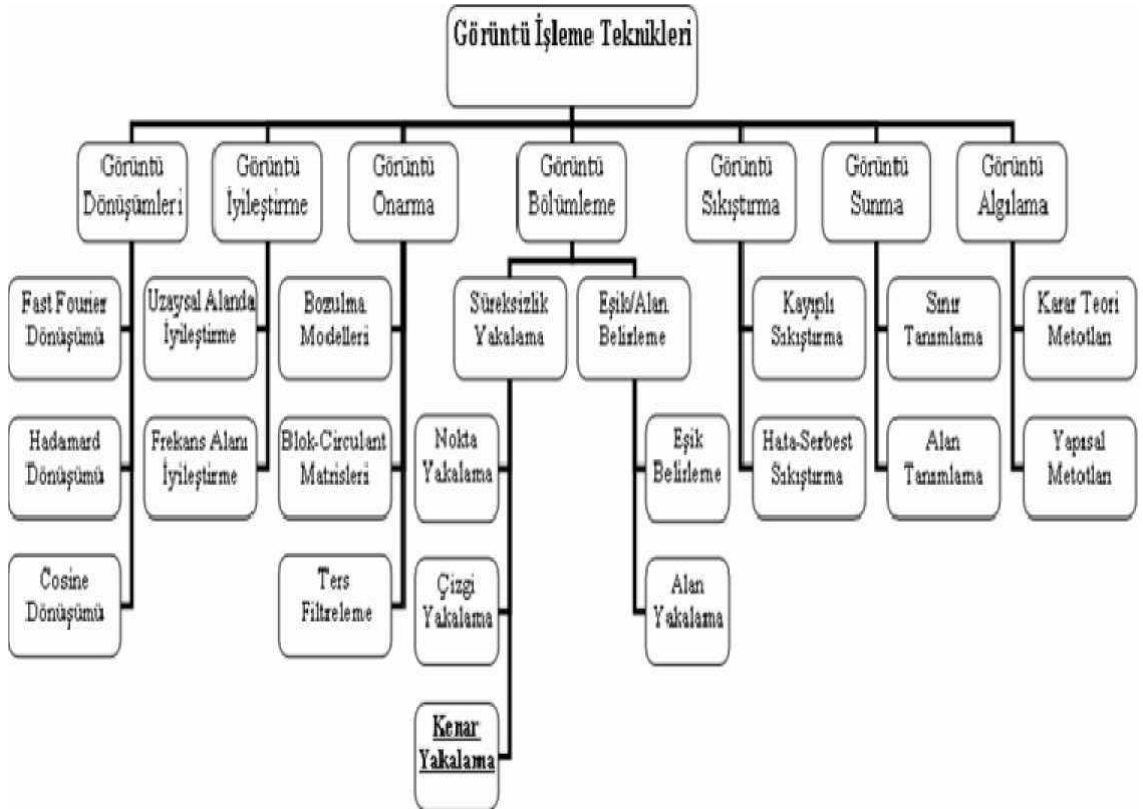 Görüntü İşleme Teknikleri
Görüntü
Dönüşümleri
Görüntü
İyileştirme
Görüntü
Onarma
Görüntü
Bölümleme
Görüntü
Sıkıştırma
Görüntü
Sunma
Görüntü
Algılama
Fast Fourier
Dönüşümü
Uzaysal Alanda
İyileştirme
Bozulma
Modelleri
Süreksizlik
Yakalama
Eşik/Alan
Belirleme
Kayıplı
Sıkıştırma
Sınır
Tanımlama
Karar Teori
Metotları
Hadamard
Dönüşümü
Frekans Alanı
İyileştirme
Blok-Circulant
Matrisleri
Nokta
Yakalama
Eşik
Belirleme
Hata-Serbest
Sıkıştırma
Alan
Tanımlama
Yapısal
Metotları
Cosine
Dönüşümü
Ters
Filtreleme
Çizgi
Yakalama
Alan
Yakalama
Kenar
Yakalama